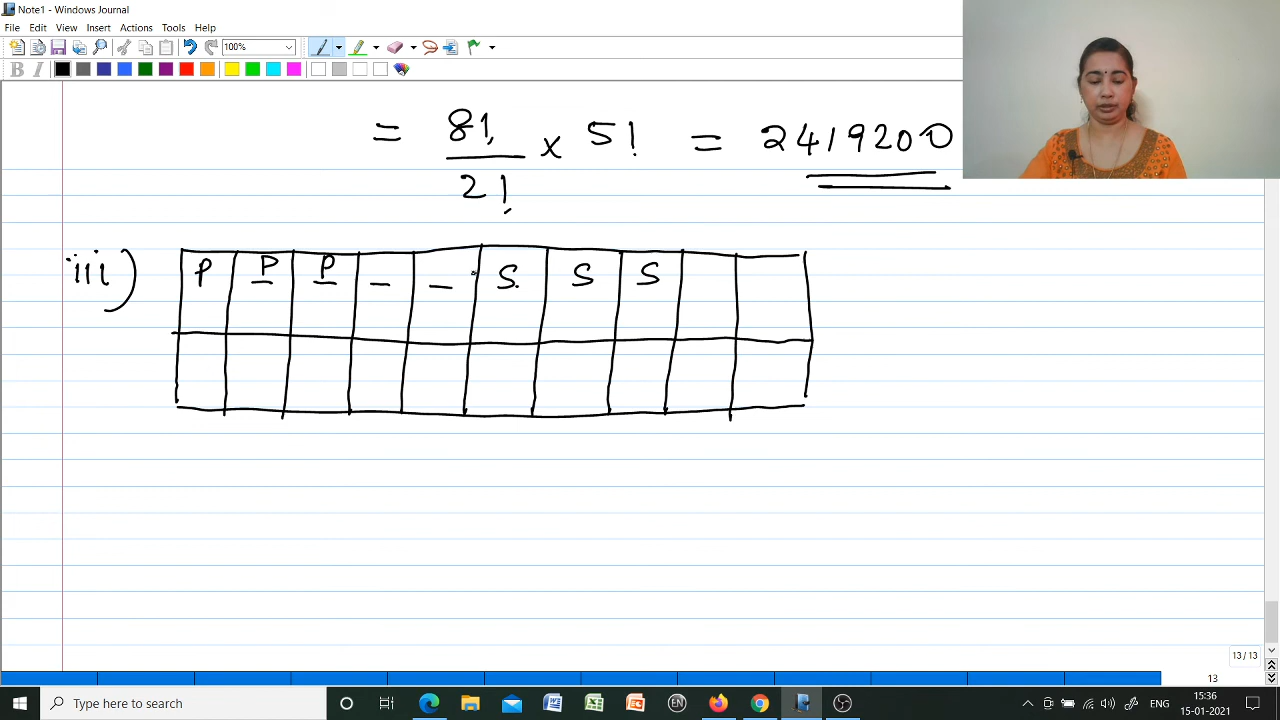 Note1 - Windows Journal
File Edit View Insert Actions Tools Help
100%
B I
= 8! / 2! x 5! = 2419200
iii) P P P _ _ S S S
13 / 13
13
Type here to search
ENG
15:36
15-01-2021